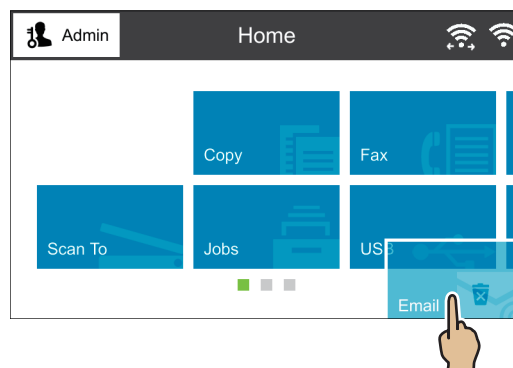 Admin
Home
Copy
Fax
Scan To
Jobs
USB
Email